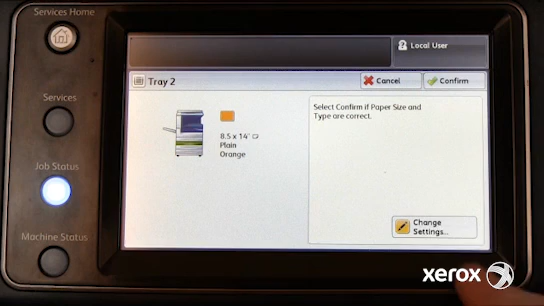 Services Home
Local User
Tray 2
Cancel
Confirm
Services
Select Confirm if Paper Size and
Type are correct.
8.5 x 14"
Plain
Orange
Job Status
Change
Settings...
Machine Status
xerox